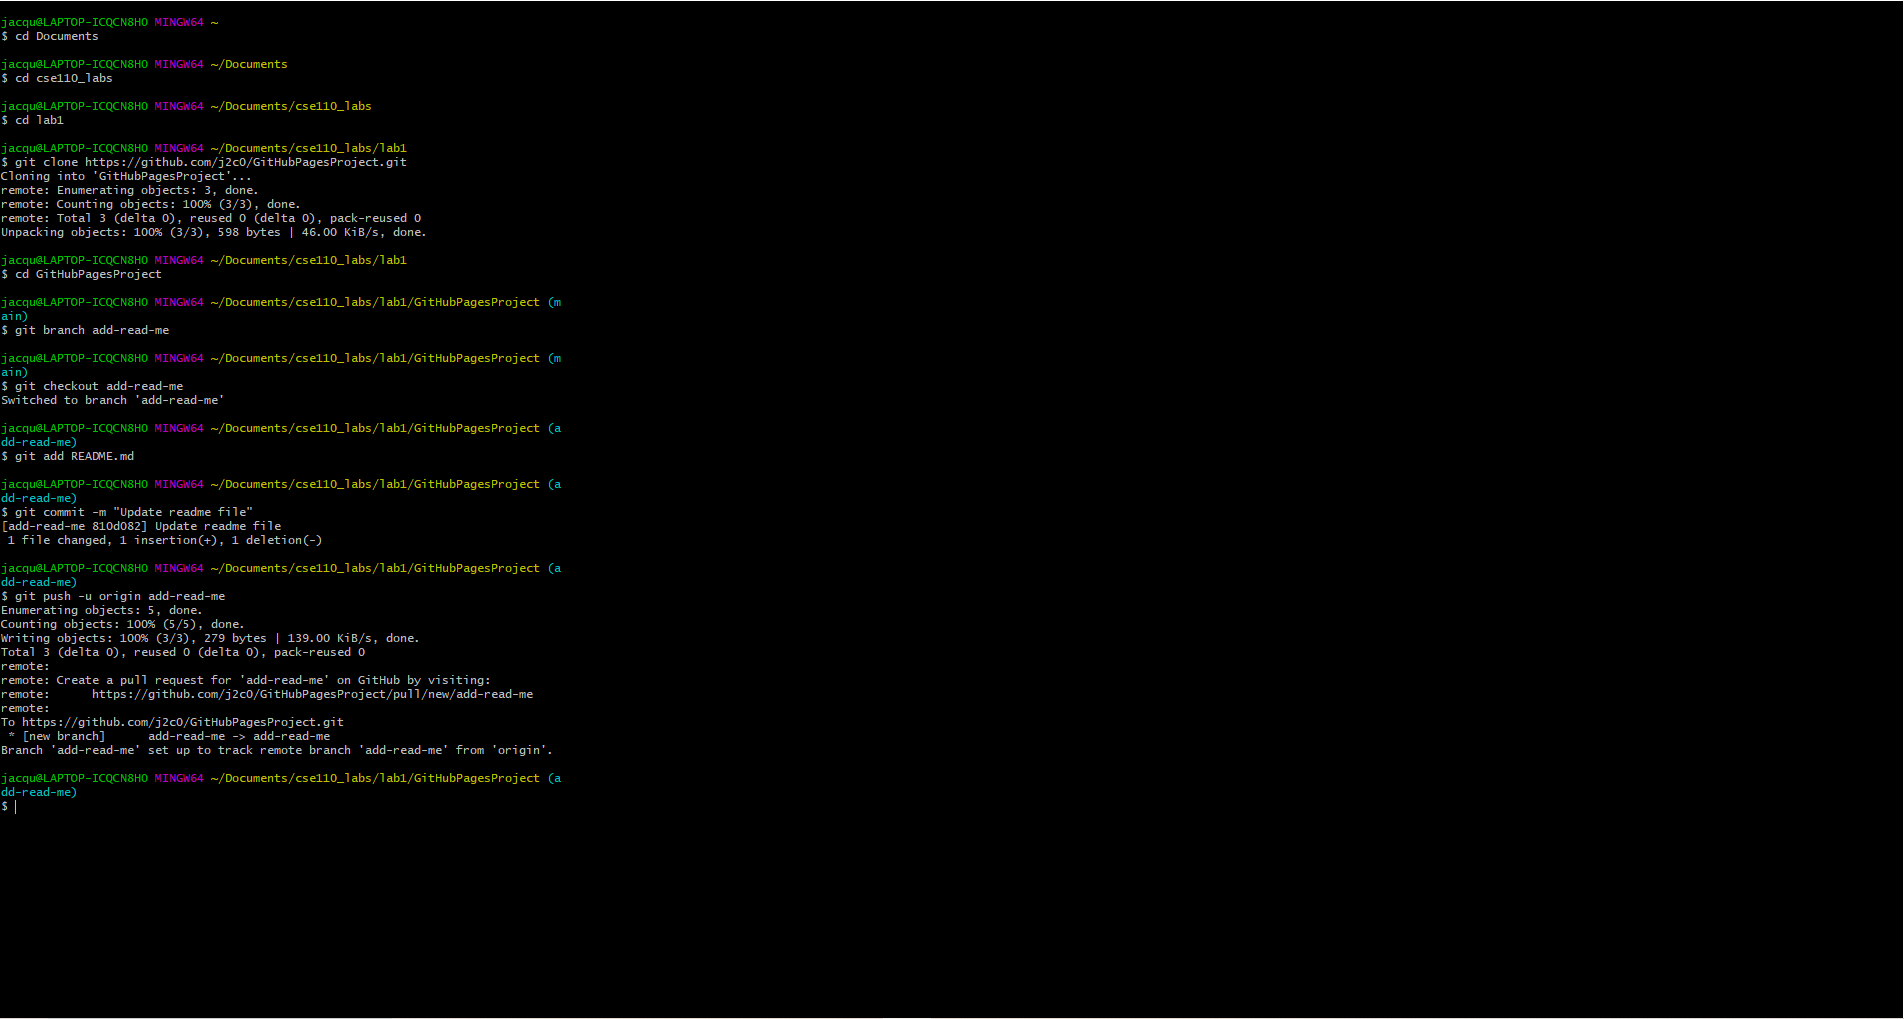 jacqu@LAPTOP-ICQCN8HO MINGW64 ~
$ cd Documents
jacqu@LAPTOP-ICQCN8HO MINGW64 ~/Documents
$ cd cse110_labs
jacqu@LAPTOP-ICQCN8HO MINGW64 ~/Documents/cse110_labs
$ cd lab1
jacqu@LAPTOP-ICQCN8HO MINGW64 ~/Documents/cse110_labs/lab1
$ git clone https://github.com/j2c0/GitHubPagesProject.git
Cloning into 'GitHubPagesProject'...
remote: Enumerating objects: 3, done.
remote: Counting objects: 100% (3/3), done.
remote: Total 3 (delta 0), reused 0 (delta 0), pack-reused 0
Unpacking objects: 100% (3/3), 598 bytes | 46.00 KiB/s, done.
jacqu@LAPTOP-ICQCN8HO MINGW64 ~/Documents/cse110_labs/lab1
$ cd GitHubPagesProject
jacqu@LAPTOP-ICQCN8HO MINGW64 ~/Documents/cse110_labs/lab1/GitHubPagesProject (m
ain)
$ git branch add-read-me
jacqu@LAPTOP-ICQCN8HO MINGW64 ~/Documents/cse110_labs/lab1/GitHubPagesProject (m
ain)
$ git checkout add-read-me
Switched to branch 'add-read-me'
jacqu@LAPTOP-ICQCN8HO MINGW64 ~/Documents/cse110_labs/lab1/GitHubPagesProject (a
dd-read-me)
$ git add README.md
jacqu@LAPTOP-ICQCN8HO MINGW64 ~/Documents/cse110_labs/lab1/GitHubPagesProject (a
dd-read-me)
$ git commit -m "Update readme file"
[add-read-me 810d082] Update readme file
 1 file changed, 1 insertion(+), 1 deletion(-)
jacqu@LAPTOP-ICQCN8HO MINGW64 ~/Documents/cse110_labs/lab1/GitHubPagesProject (a
dd-read-me)
$ git push -u origin add-read-me
Enumerating objects: 5, done.
Counting objects: 100% (5/5), done.
Writing objects: 100% (3/3), 279 bytes | 139.00 KiB/s, done.
Total 3 (delta 0), reused 0 (delta 0), pack-reused 0
remote:
remote: Create a pull request for 'add-read-me' on GitHub by visiting:
remote:      https://github.com/j2c0/GitHubPagesProject/pull/new/add-read-me
remote:
To https://github.com/j2c0/GitHubPagesProject.git
 * [new branch]      add-read-me -> add-read-me
Branch 'add-read-me' set up to track remote branch 'add-read-me' from 'origin'.
jacqu@LAPTOP-ICQCN8HO MINGW64 ~/Documents/cse110_labs/lab1/GitHubPagesProject (a
dd-read-me)
$